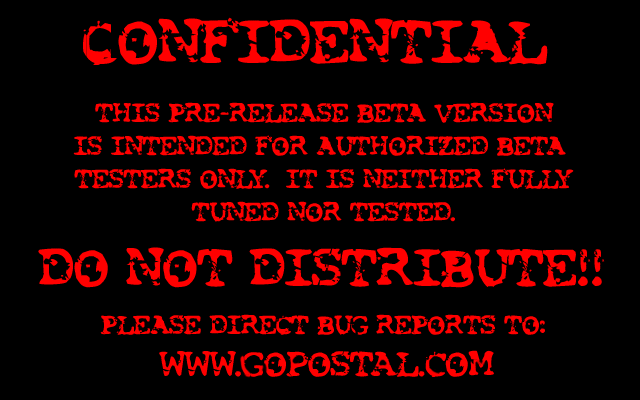 CONFIDENTIAL
THIS PRE-RELEASE BETA VERSION
IS INTENDED FOR AUTHORIZED BETA
TESTERS ONLY. IT IS NEITHER FULLY
TUNED NOR TESTED.
DO NOT DISTRIBUTE!!
PLEASE DIRECT BUG REPORTS TO:
WWW.GOPOSTAL.COM